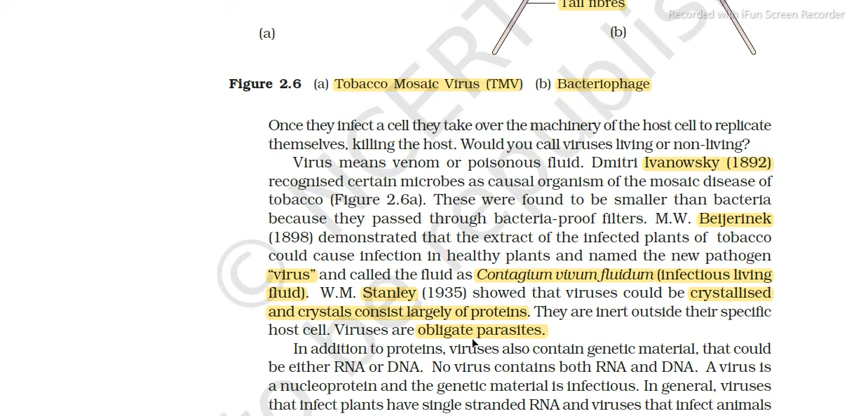 Tail fibres
Recorded with iFun Screen Recorder
(a) (b)
Figure 2.6 (a) Tobacco Mosaic Virus (TMV) (b) Bacteriophage
Once they infect a cell they take over the machinery of the host cell to replicate
themselves, killing the host. Would you call viruses living or non-living?
Virus means venom or poisonous fluid. Dmitri Ivanowsky (1892)
recognised certain microbes as causal organism of the mosaic disease of
tobacco (Figure 2.6a). These were found to be smaller than bacteria
because they passed through bacteria-proof filters. M.W. Beijerinek
(1898) demonstrated that the extract of the infected plants of tobacco
could cause infection in healthy plants and named the new pathogen
“virus” and called the fluid as Contagium vivum fluidum (infectious living
fluid). W.M. Stanley (1935) showed that viruses could be crystallised
and crystals consist largely of proteins. They are inert outside their specific
host cell. Viruses are obligate parasites.
In addition to proteins, viruses also contain genetic material, that could
be either RNA or DNA. No virus contains both RNA and DNA. A virus is
a nucleoprotein and the genetic material is infectious. In general, viruses
that infect plants have single stranded RNA and viruses that infect animals
© NCERT
be republis